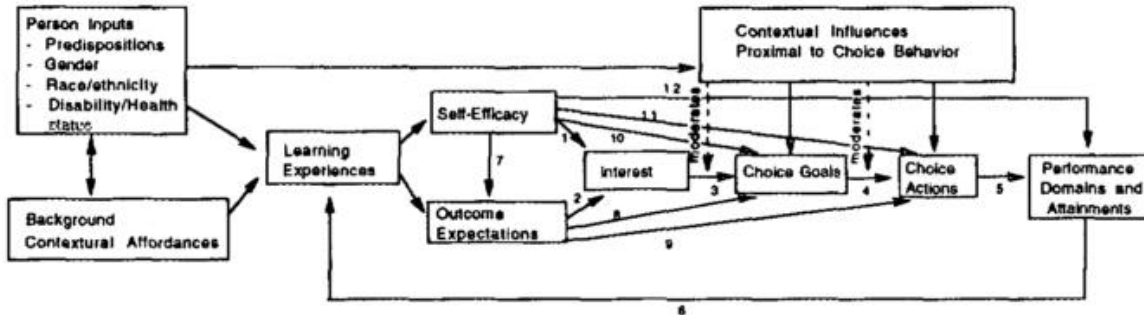 Person Inputs
- Predispositions
- Gender
- Race/ethnicity
- Disability/Health
status
Background
Contextural Affordances
Learning
Experiences
Self-Efficacy
Outcome
Expectations
Interest
Contextual Influences
Proximal to Choice Behavior
moderates
moderates
Choice Goals
Choice
Actions
Performance
Domains and
Attainments
1
2
3
4
5
6
7
8
9
10
11
12